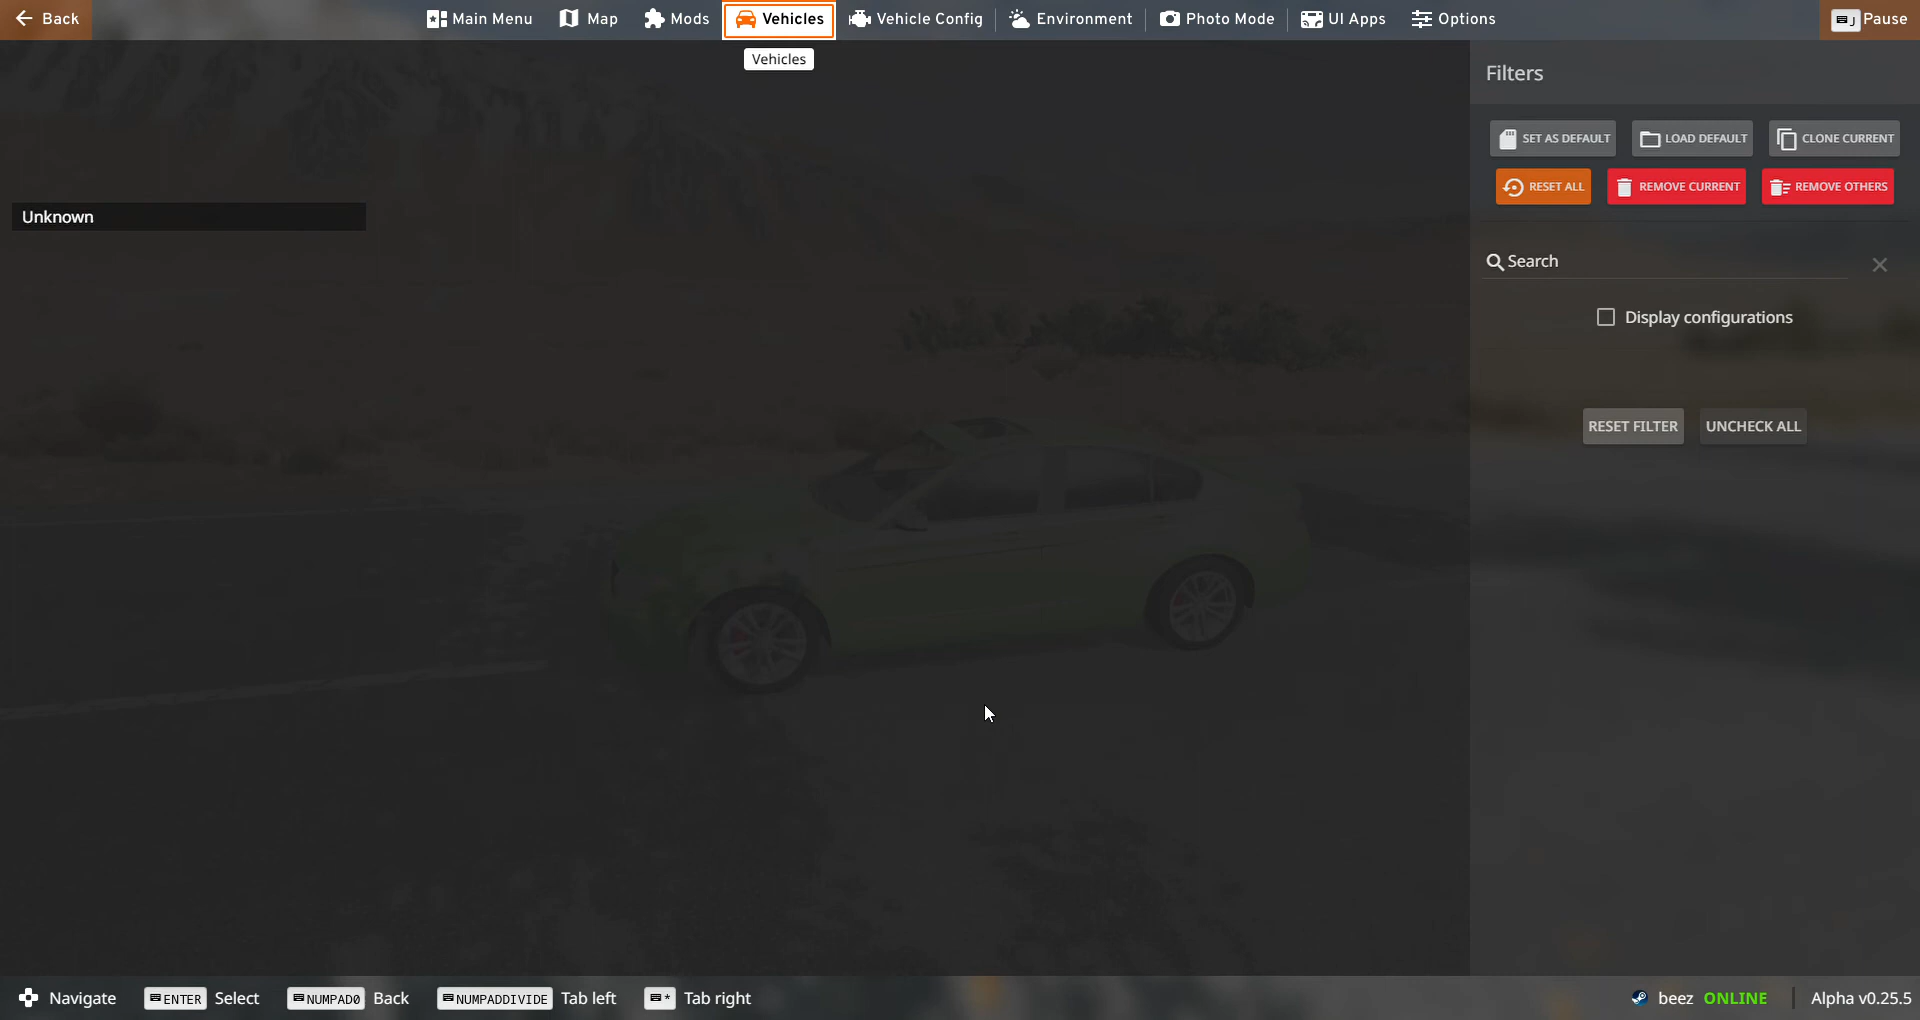 Back
Main Menu
Map
Mods
Vehicles
Vehicle Config
Environment
Photo Mode
UI Apps
Options
J Pause
Vehicles
Filters
SET AS DEFAULT
LOAD DEFAULT
CLONE CURRENT
RESET ALL
REMOVE CURRENT
REMOVE OTHERS
Unknown
Search
Display configurations
RESET FILTER
UNCHECK ALL
Navigate
ENTER Select
NUMPAD0 Back
NUMPADDIVIDE Tab left
* Tab right
beez ONLINE
Alpha v0.25.5